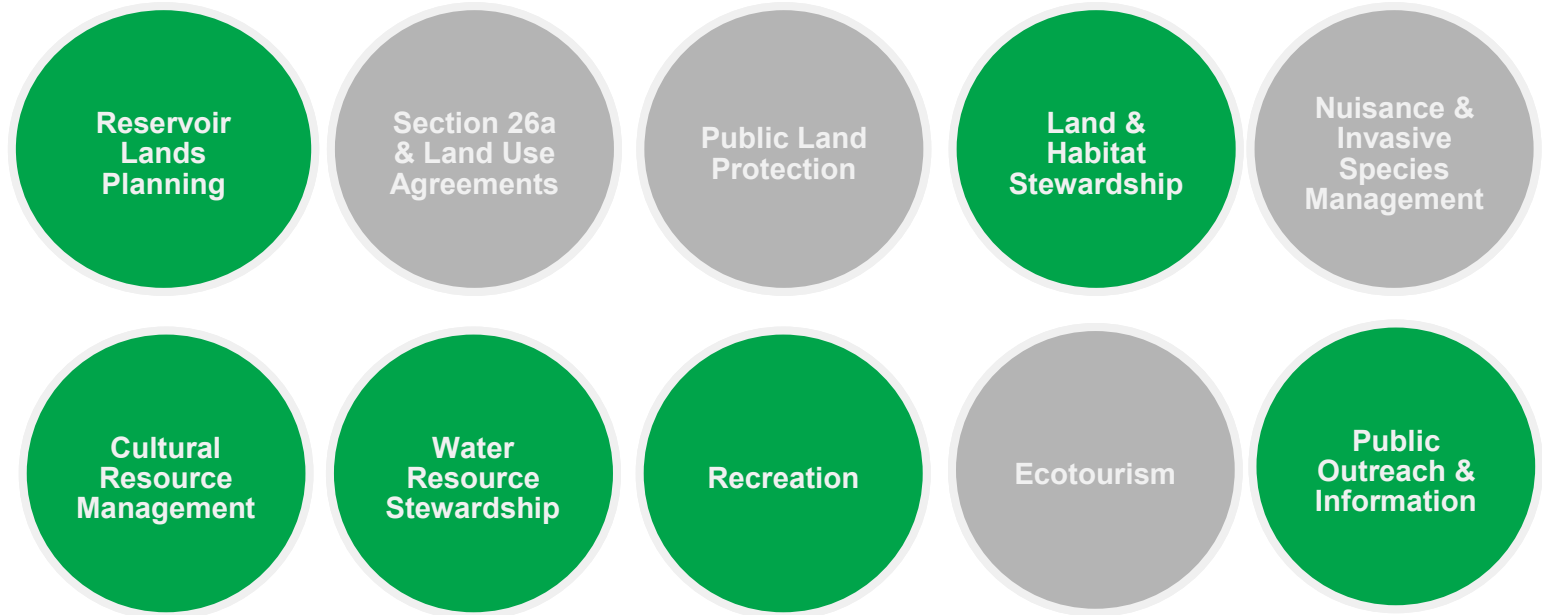 Reservoir
Lands
Planning
Section 26a
& Land Use
Agreements
Public Land
Protection
Land &
Habitat
Stewardship
Nuisance &
Invasive
Species
Management
Cultural
Resource
Management
Water
Resource
Stewardship
Recreation
Ecotourism
Public
Outreach &
Information